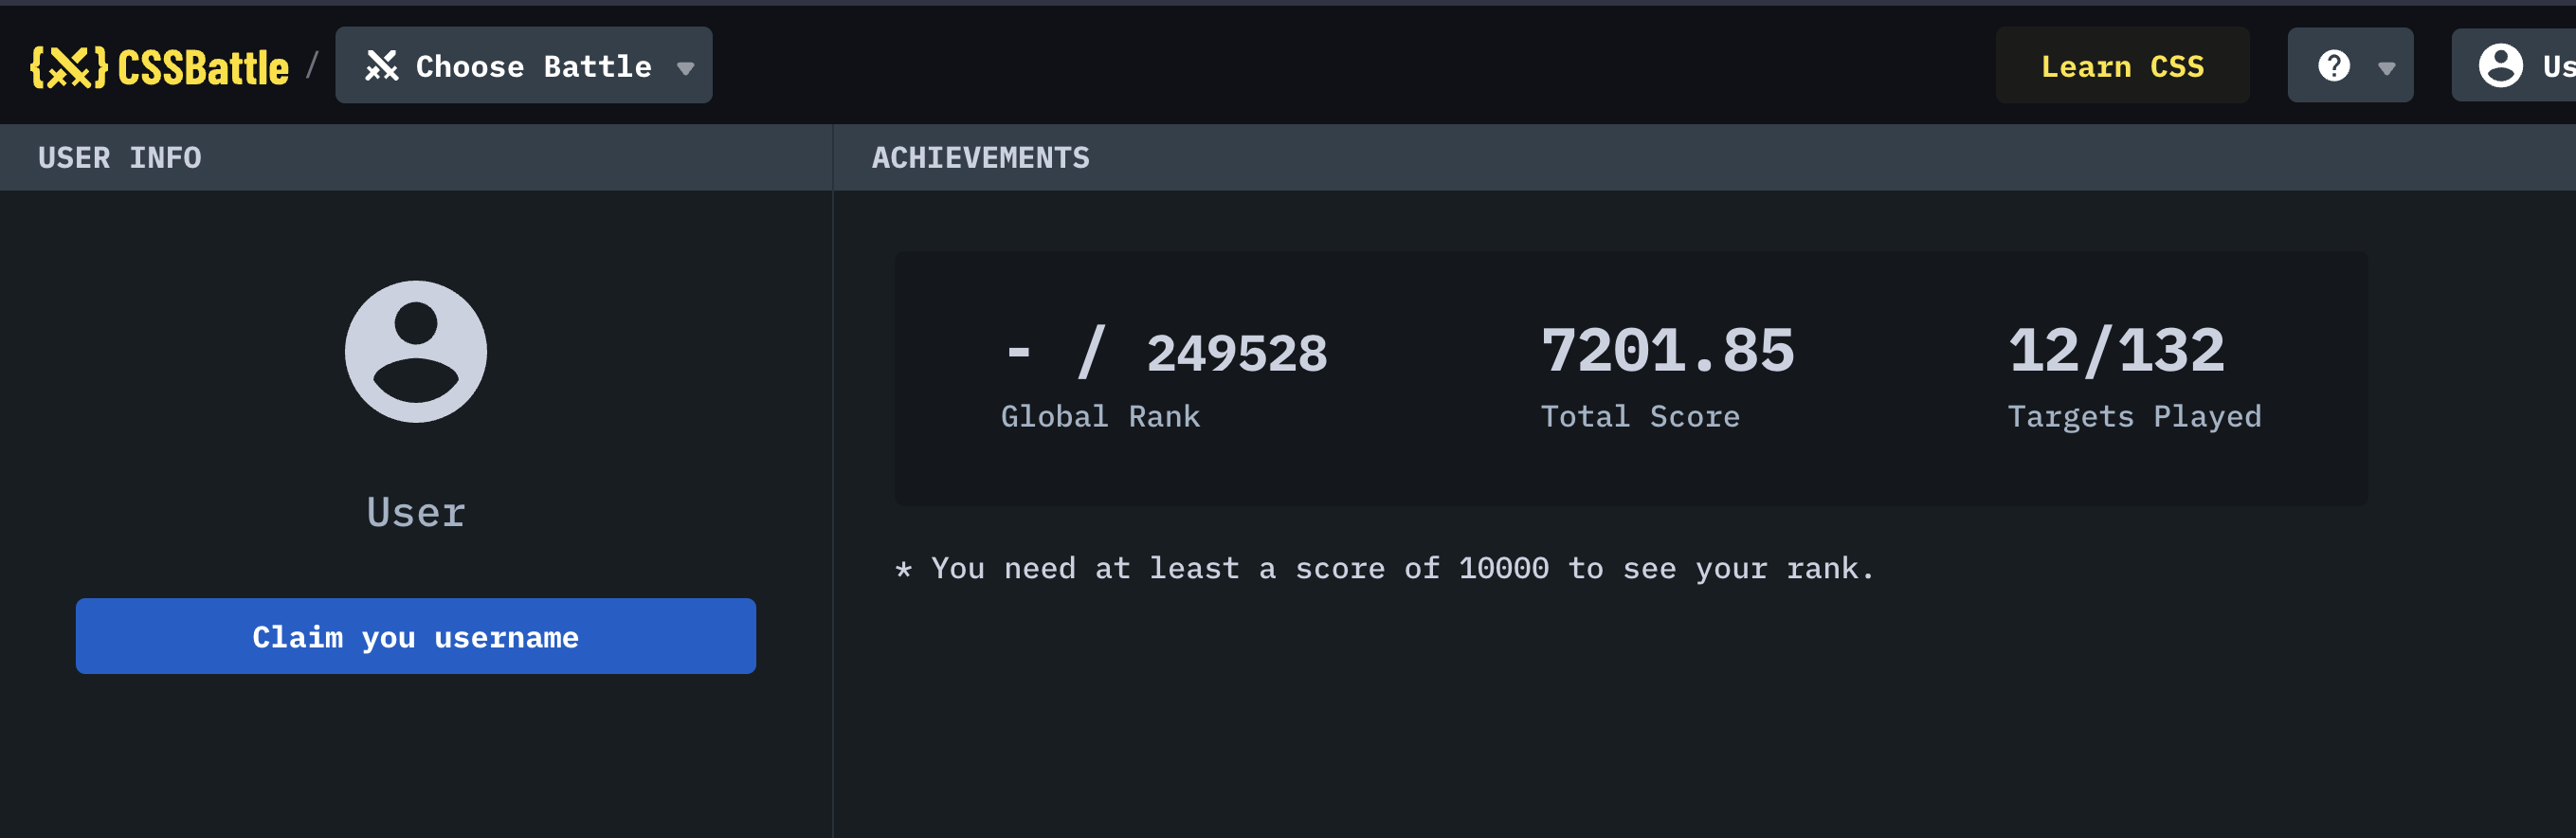 {⚔} CSSBattle / Choose Battle
Learn CSS
?
Us
USER INFO
ACHIEVEMENTS
User
Claim you username
- / 249528
Global Rank
7201.85
Total Score
12/132
Targets Played
* You need at least a score of 10000 to see your rank.